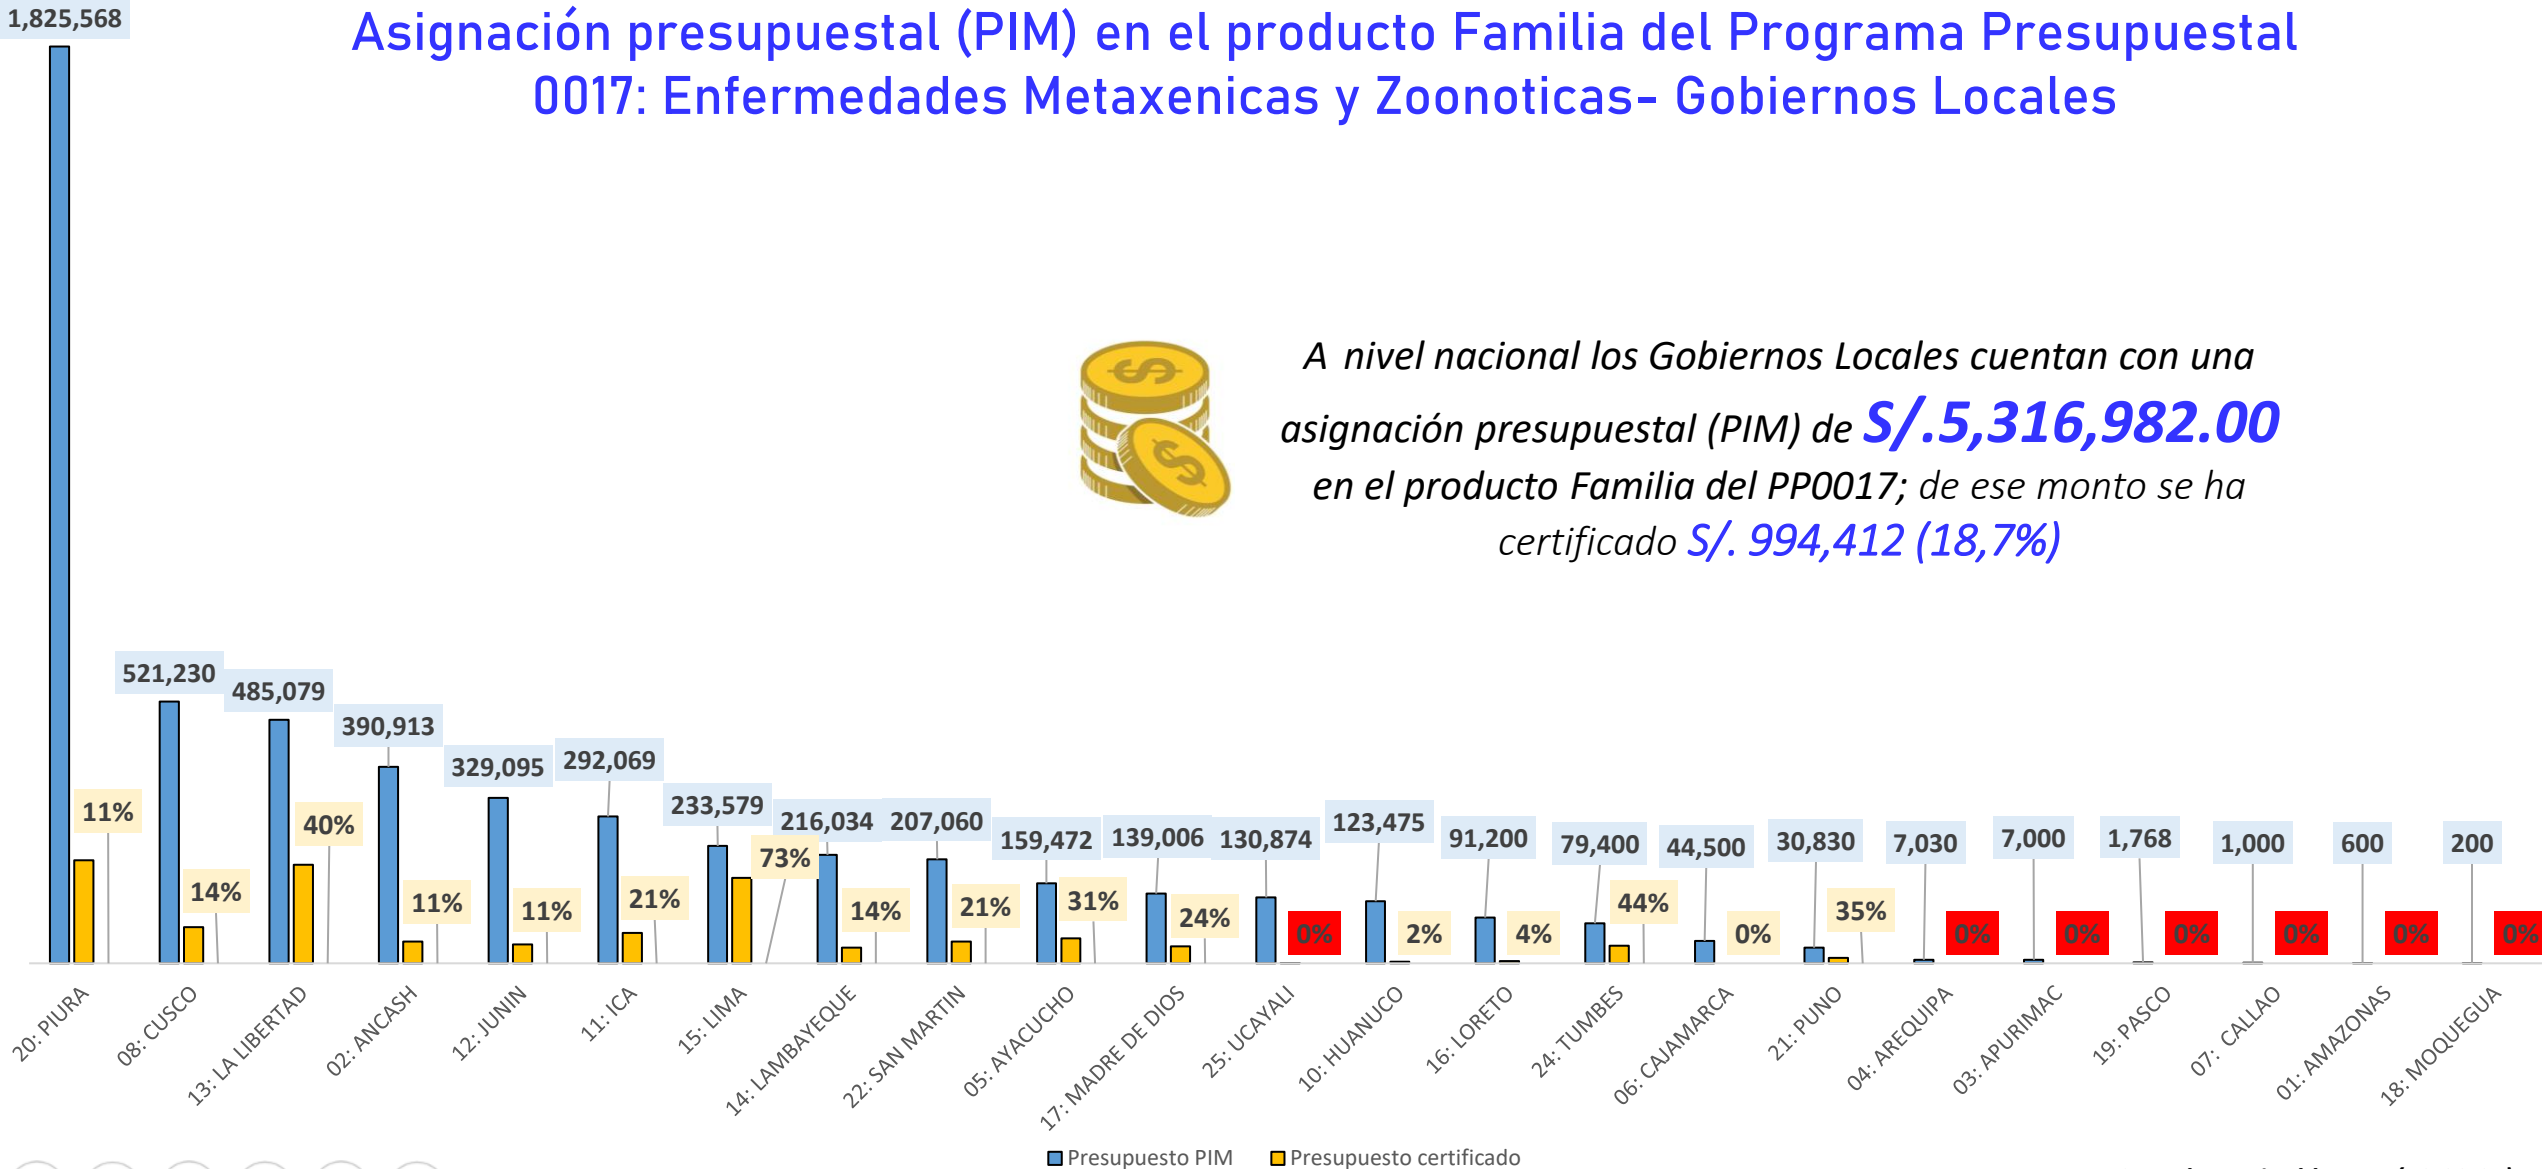 Asignación presupuestal (PIM) en el producto Familia del Programa Presupuestal
0017: Enfermedades Metaxenicas y Zoonoticas- Gobiernos Locales
A nivel nacional los Gobiernos Locales cuentan con una
asignación presupuestal (PIM) de S/.5,316,982.00
en el producto Familia del PP0017; de ese monto se ha
certificado S/. 994,412 (18,7%)
1,825,568
521,230
485,079
390,913
329,095
292,069
233,579
216,034
207,060
159,472
139,006
130,874
123,475
91,200
79,400
44,500
30,830
7,030
7,000
1,768
1,000
600
200
11%
14%
40%
11%
11%
21%
73%
14%
21%
31%
24%
0%
2%
4%
44%
0%
35%
0%
0%
0%
0%
0%
0%
20: PIURA
08: CUSCO
13: LA LIBERTAD
02: ANCASH
12: JUNIN
11: ICA
15: LIMA
14: LAMBAYEQUE
22: SAN MARTIN
05: AYACUCHO
17: MADRE DE DIOS
25: UCAYALI
10: HUANUCO
16: LORETO
24: TUMBES
06: CAJAMARCA
21: PUNO
04: AREQUIPA
03: APURIMAC
19: PASCO
07: CALLAO
01: AMAZONAS
18: MOQUEGUA
Presupuesto PIM
Presupuesto certificado